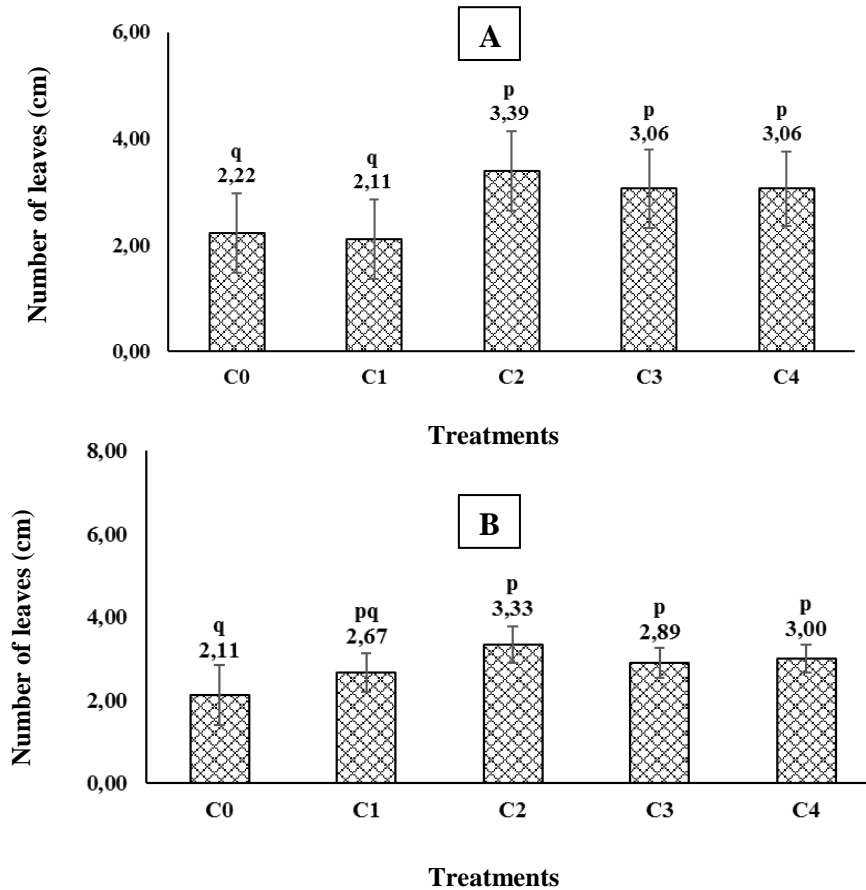 A
6,00
4,00
2,00
0,00
Number of leaves (cm)
q
2,22
q
2,11
p
3,39
p
3,06
p
3,06
C0 C1 C2 C3 C4
Treatments
B
8,00
6,00
4,00
2,00
0,00
Number of leaves (cm)
q
2,11
pq
2,67
p
3,33
p
2,89
p
3,00
C0 C1 C2 C3 C4
Treatments